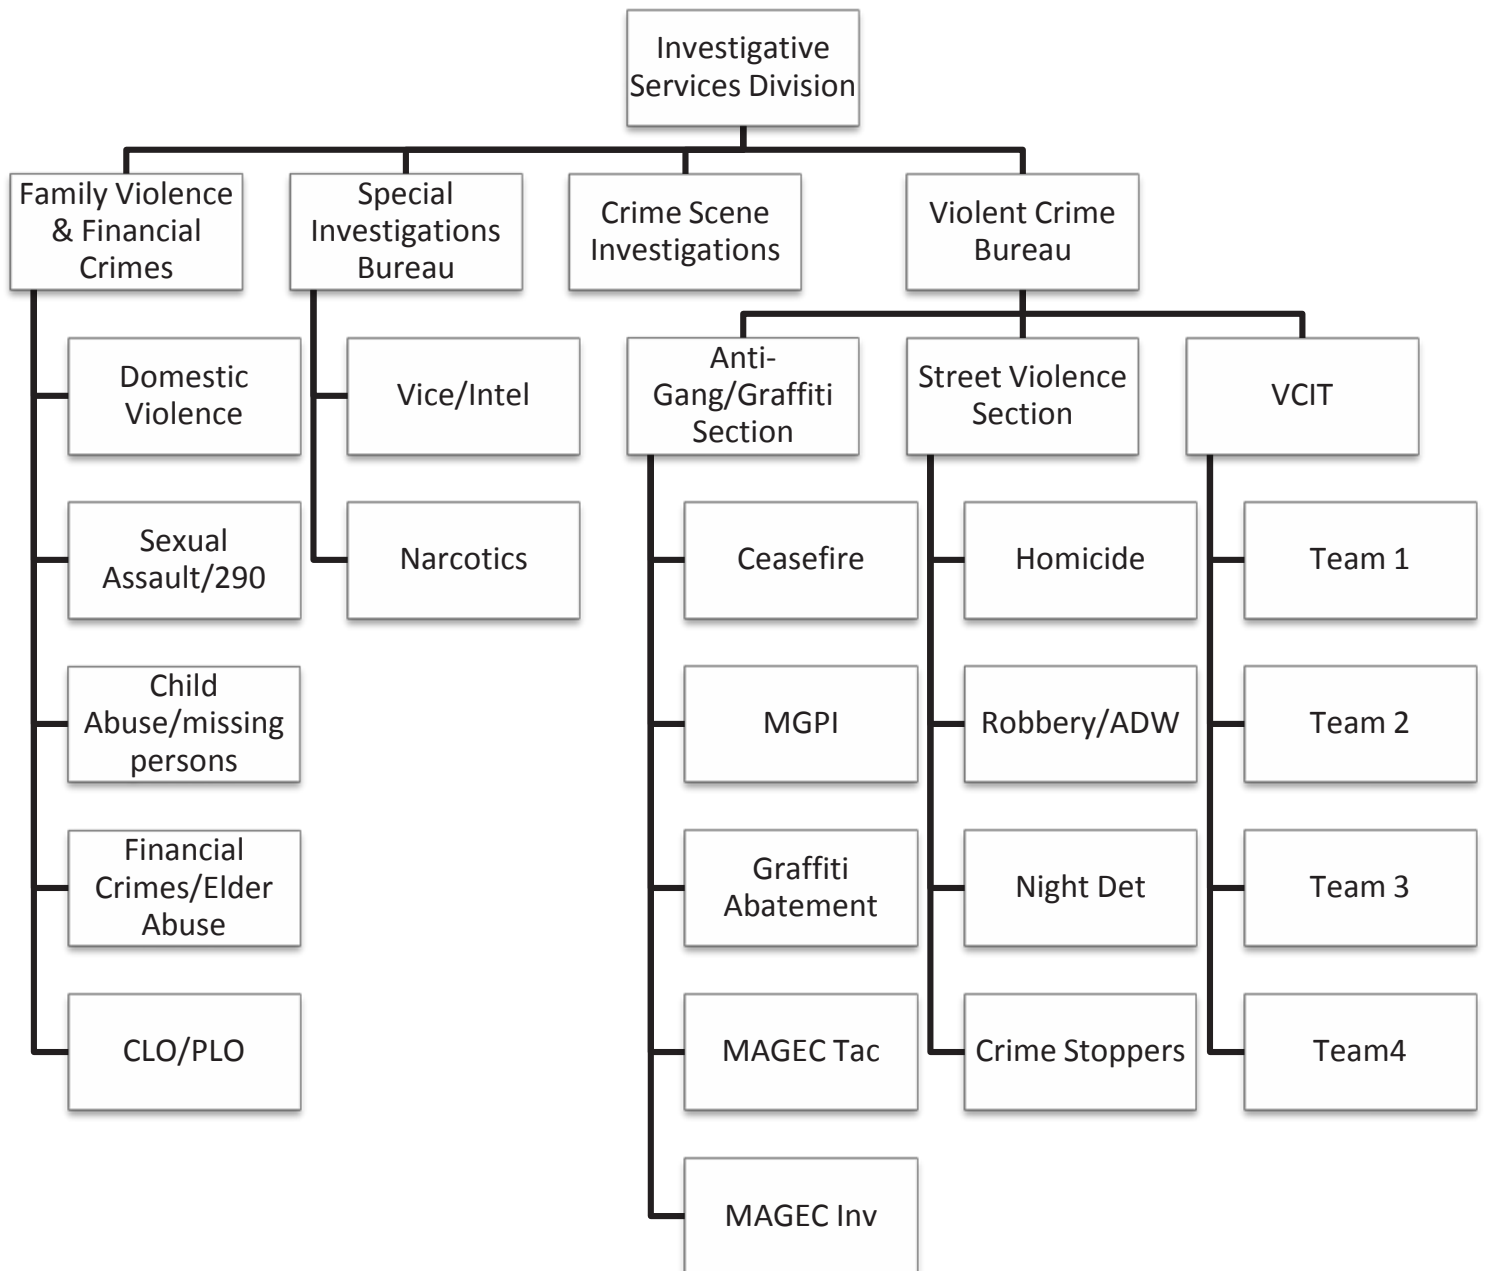 Investigative
Services Division
Family Violence
& Financial
Crimes
Special
Investigations
Bureau
Crime Scene
Investigations
Violent Crime
Bureau
Domestic
Violence
Sexual
Assault/290
Child
Abuse/missing
persons
Financial
Crimes/Elder
Abuse
CLO/PLO
Vice/Intel
Narcotics
Anti-
Gang/Graffiti
Section
Ceasefire
MGPI
Graffiti
Abatement
MAGEC Tac
MAGEC Inv
Street Violence
Section
Homicide
Robbery/ADW
Night Det
Crime Stoppers
VCIT
Team 1
Team 2
Team 3
Team4